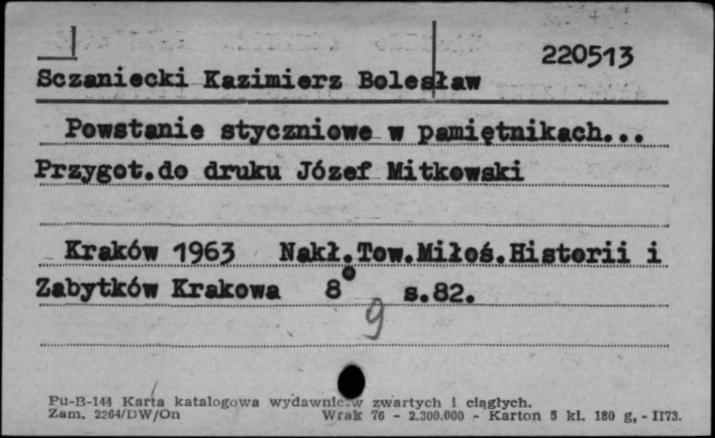 220513
Sczaniecki Kazimierz Bolesław
Powstanie styczniowe w pamiętnikach...
Przygot.do druku Józef Mitkowski
Kraków 1963 Nakł.Tow.Miłoś.Historii i
Zabytków Krakowa 8° s.82.
9
Pu-B-144 Karta katalogowa wydawnictw zwartych i ciągłych.
Zam. 2264/DW/On Wrak 76 - 2.300.000 - Karton 5 kl. 180 g, - II73.